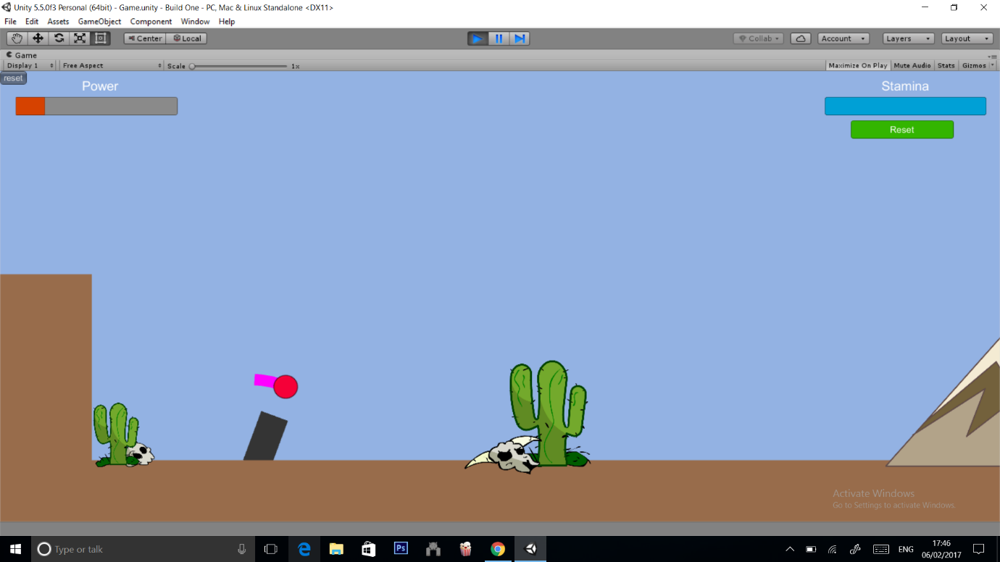 Unity 5.5.0f3 Personal (64bit) - Game.unity - Build One - PC, Mac & Linux Standalone <DX11>
File Edit Assets GameObject Component Window Help
Center Local Collab Account Layers Layout
Game
Display 1 Free Aspect Scale 1x Maximize On Play Mute Audio Stats Gizmos
reset
Power Stamina
Reset
Activate Windows
Go to Settings to activate Windows.
Type or talk Ps ENG 17:46
06/02/2017